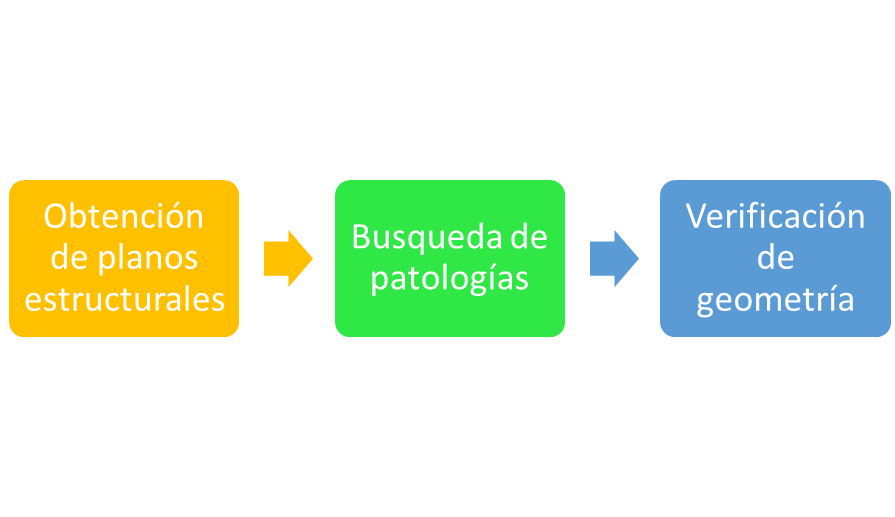 Obtención
de planos
estructurales
Busqueda de
patologías
Verificación
de
geometría